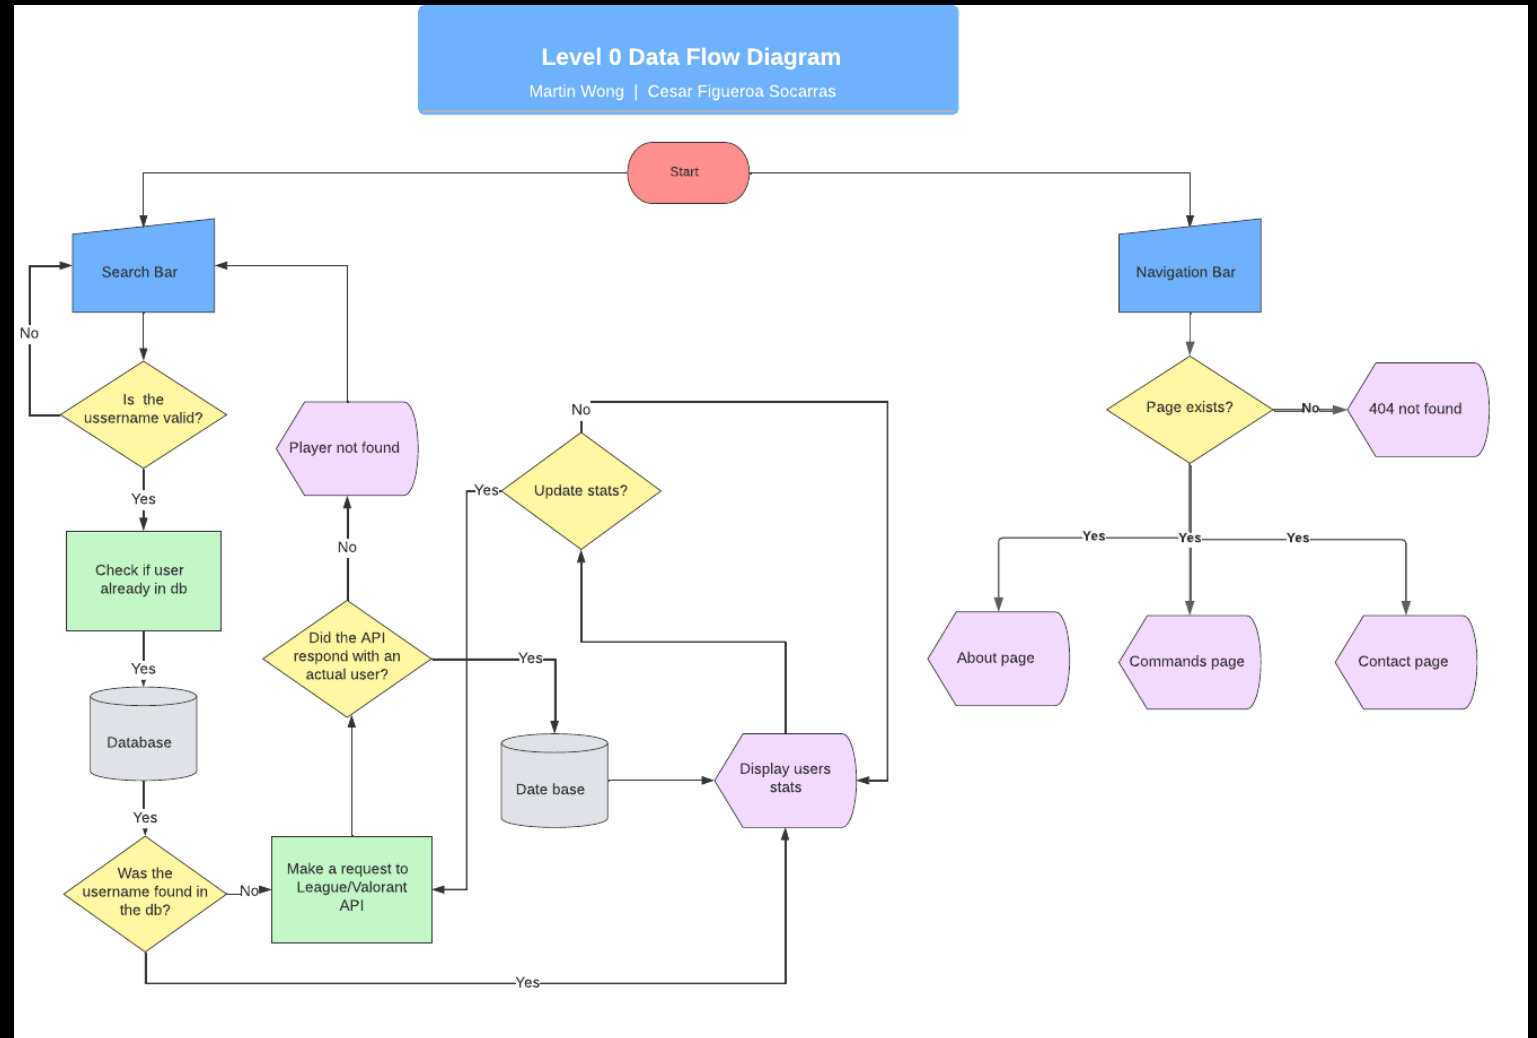 Level 0 Data Flow Diagram
Martin Wong | Cesar Figueroa Socarras
Start
Search Bar
Navigation Bar
No
Is the
ussername valid?
Yes
Check if user
already in db
Yes
Database
Yes
Was the
username found in
the db?
No
Make a request to
League/Valorant
API
Yes
Did the API
respond with an
actual user?
No
Player not found
Yes
Date base
Display users
stats
Update stats?
Yes
No
Page exists?
No
404 not found
Yes
Yes
Yes
About page
Commands page
Contact page